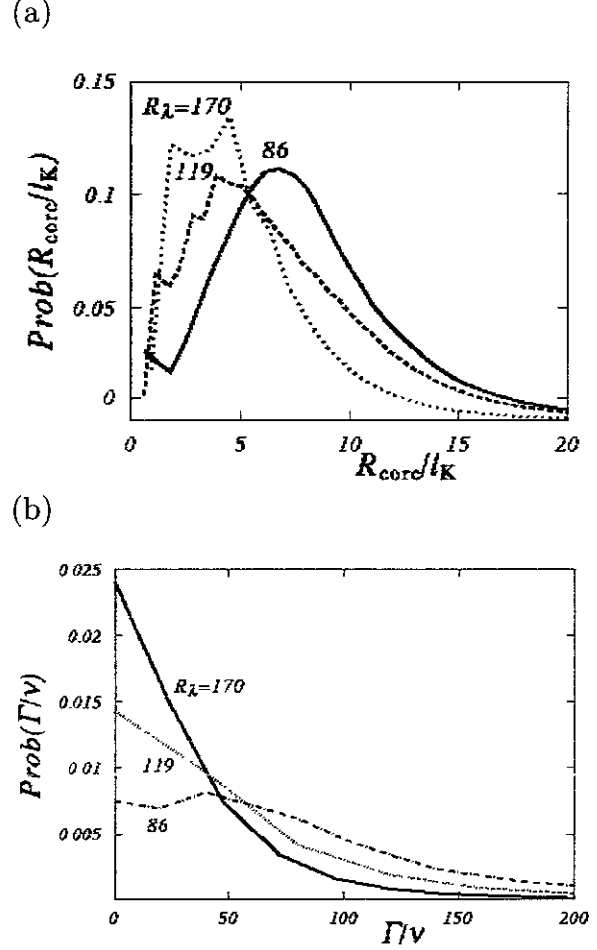 (a)
0.15
0.1
0.05
0
Prob(R_core/l_K)
R_λ=170
86
119
0 5 10 15 20
R_core/l_K
(b)
0.025
0.02
0.015
0.01
0.005
Prob(Γ/ν)
R_λ=170
119
86
0 50 100 150 200
Γ/ν